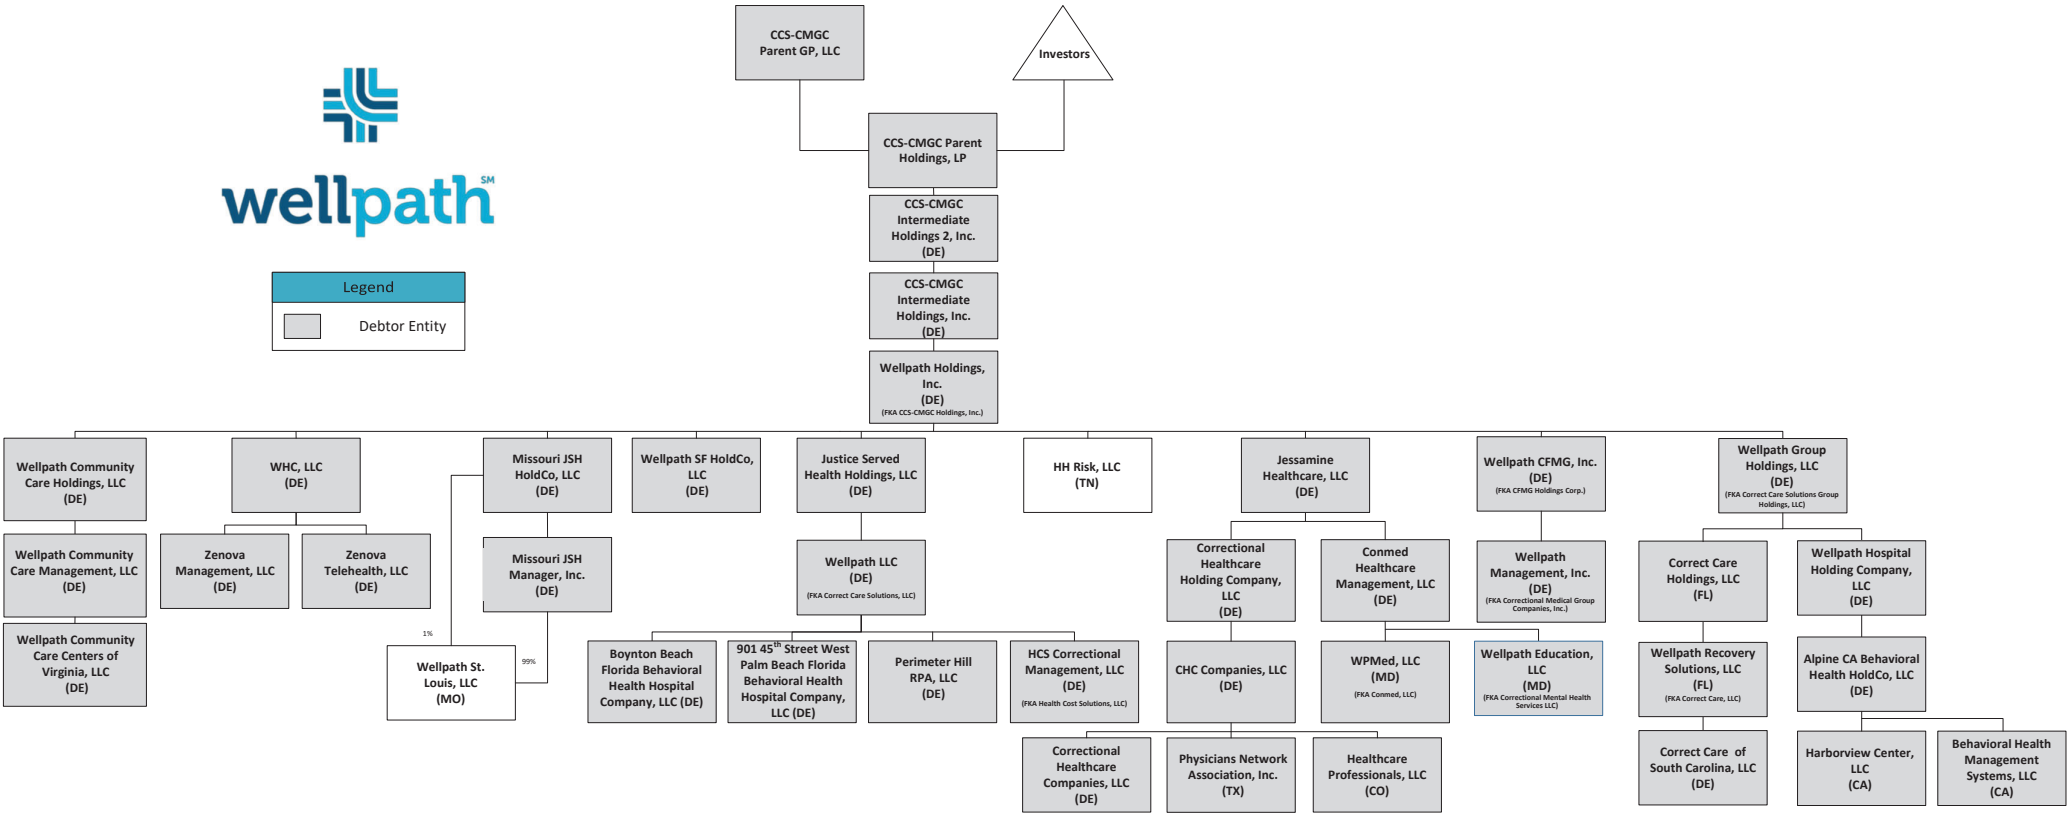 CCS-CMGC
Parent GP, LLC
Investors
CCS-CMGC Parent
Holdings, LP
wellpath
SM
CCS-CMGC
Intermediate
Holdings 2, Inc.
(DE)
Legend
Debtor Entity
CCS-CMGC
Intermediate
Holdings, Inc.
(DE)
Wellpath Holdings,
Inc.
(DE)
(FKA CCS-CMGC Holdings, Inc.)
Wellpath Community
Care Holdings, LLC
(DE)
WHC, LLC
(DE)
Missouri JSH
HoldCo, LLC
(DE)
Wellpath SF HoldCo,
LLC
(DE)
Justice Served
Health Holdings, LLC
(DE)
HH Risk, LLC
(TN)
Jessamine
Healthcare, LLC
(DE)
Wellpath CFMG, Inc.
(DE)
(FKA CFMG Holdings Corp.)
Wellpath Group
Holdings, LLC
(DE)
(FKA Correct Care Solutions Group
Holdings, LLC)
Wellpath Community
Care Management, LLC
(DE)
Zenova
Management, LLC
(DE)
Zenova
Telehealth, LLC
(DE)
Missouri JSH
Manager, Inc.
(DE)
Wellpath LLC
(DE)
(FKA Correct Care Solutions, LLC)
Correctional
Healthcare
Holding Company,
LLC
(DE)
Conmed
Healthcare
Management, LLC
(DE)
Wellpath
Management, Inc.
(DE)
(FKA Correctional Medical Group
Companies, Inc.)
Correct Care
Holdings, LLC
(FL)
Wellpath Hospital
Holding Company,
LLC
(DE)
Wellpath Community
Care Centers of
Virginia, LLC
(DE)
1%
99%
Wellpath St.
Louis, LLC
(MO)
Boynton Beach
Florida Behavioral
Health Hospital
Company, LLC (DE)
901 45th Street West
Palm Beach Florida
Behavioral Health
Hospital Company,
LLC (DE)
Perimeter Hill
RPA, LLC
(DE)
HCS Correctional
Management, LLC
(DE)
(FKA Health Cost Solutions, LLC)
CHC Companies, LLC
(DE)
WPMed, LLC
(MD)
(FKA Conmed, LLC)
Wellpath Education,
LLC
(MD)
(FKA Correctional Mental Health
Services LLC)
Wellpath Recovery
Solutions, LLC
(FL)
(FKA Correct Care, LLC)
Alpine CA Behavioral
Health HoldCo, LLC
(DE)
Correctional
Healthcare
Companies, LLC
(DE)
Physicians Network
Association, Inc.
(TX)
Healthcare
Professionals, LLC
(CO)
Correct Care of
South Carolina, LLC
(DE)
Harborview Center,
LLC
(CA)
Behavioral Health
Management
Systems, LLC
(CA)